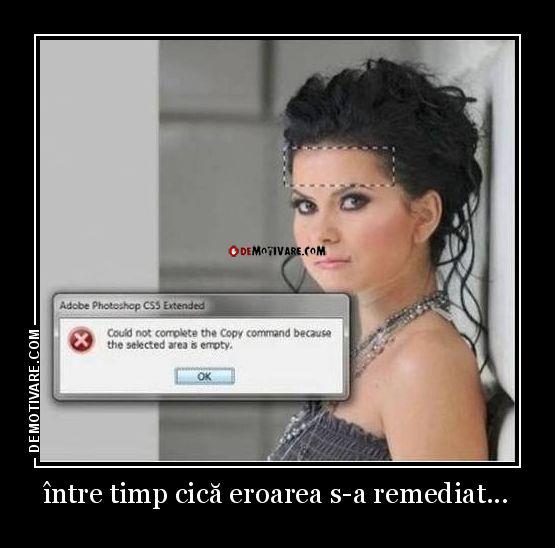 DEMOTIVARE.COM
Adobe Photoshop CS5 Extended
Could not complete the Copy command because
the selected area is empty.
OK
DEMOTIVARE.COM
între timp cică eroarea s-a remediat...